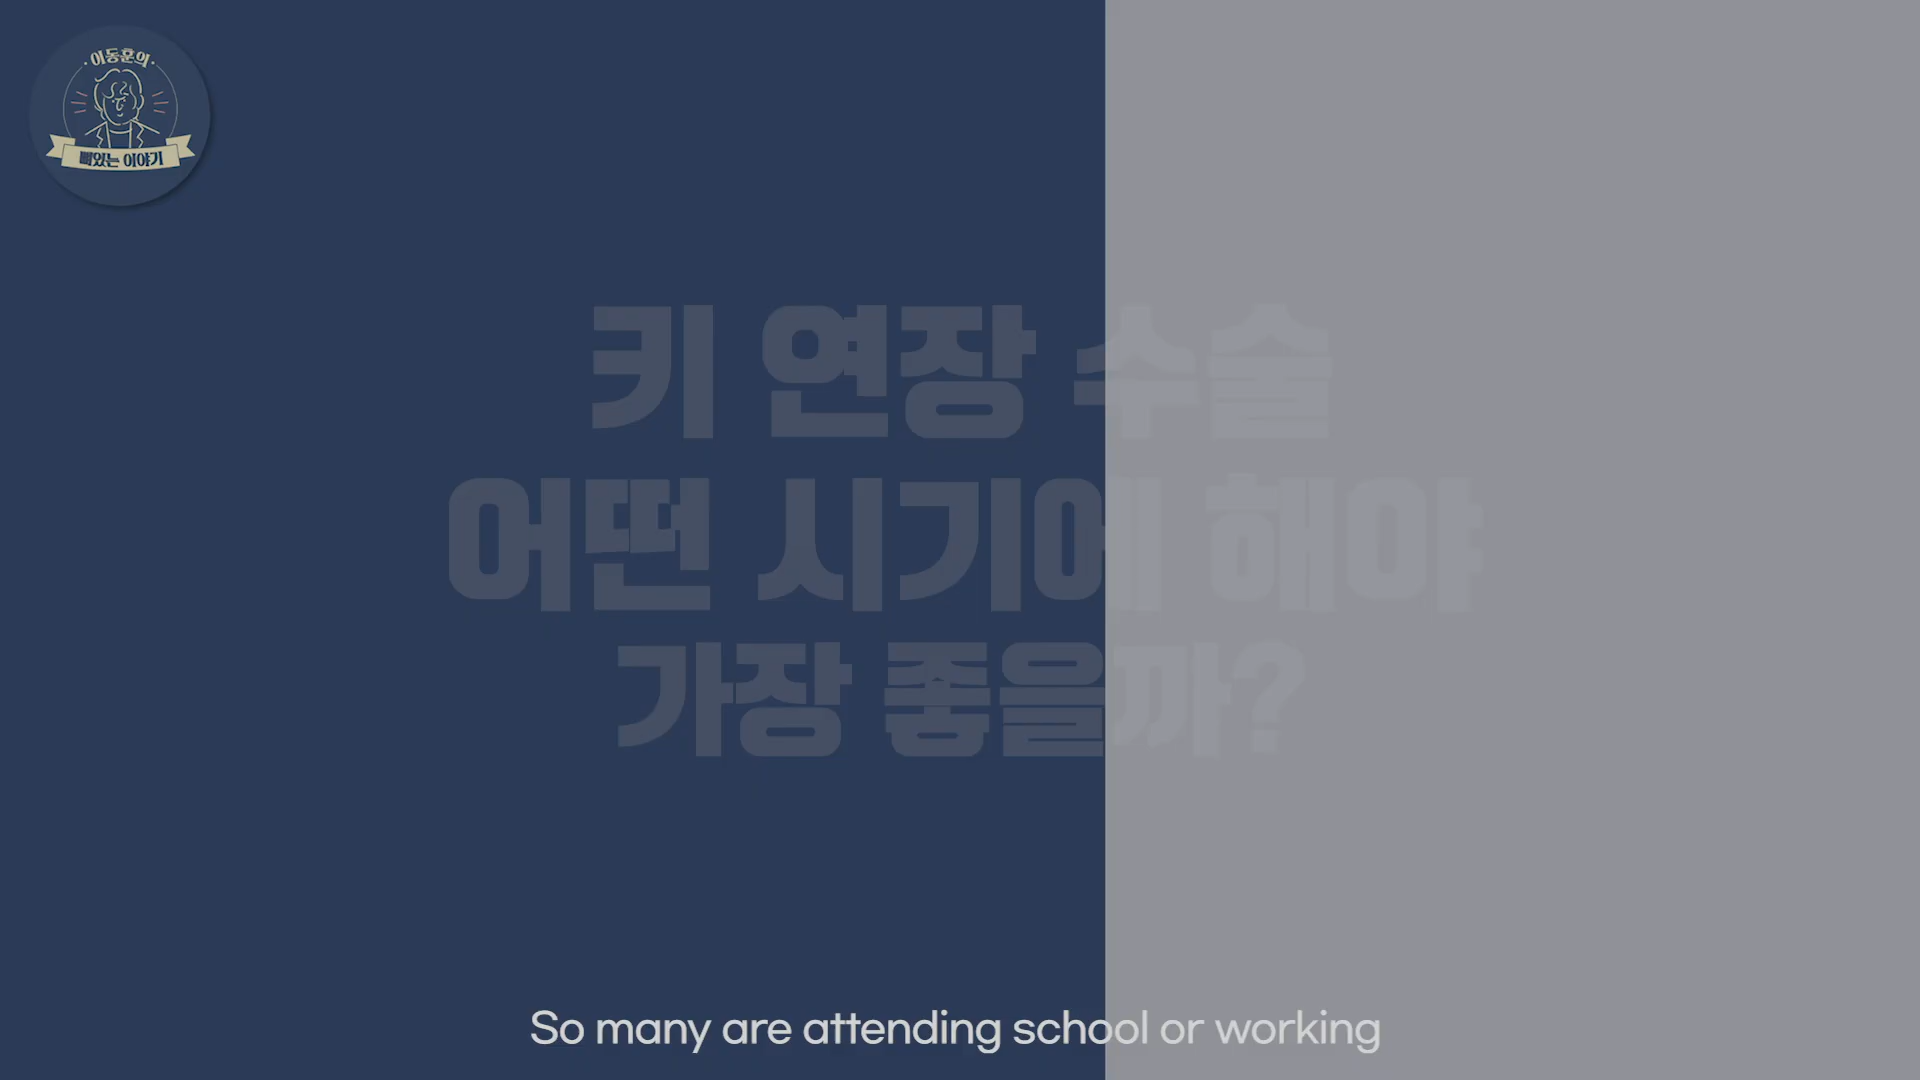 이동훈의
뼈있는 이야기
키 연장 수술
어떤 시기에 해야
가장 좋을까?
So many are attending school or working